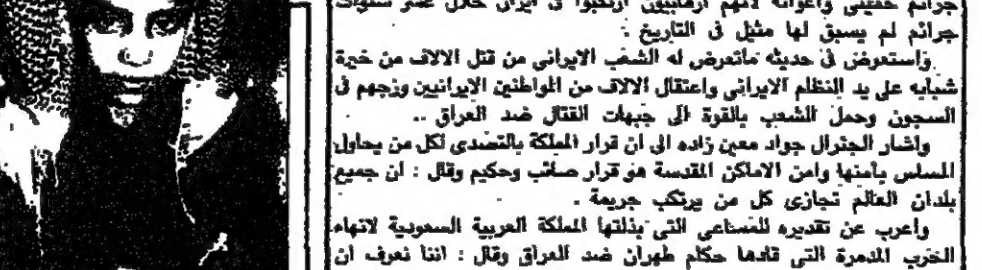 جرائم خميني واعوانه لانهم ارهابيون ارتكبوا في ايران خلال عشر سنوات
جرائم لم يسبق لها مثيل في التاريخ .
واستعرض في حديثه ماتعرض له الشعب الايراني من قتل الالاف من خيرة
شبابه على يد النظام الايراني واعتقال الالاف من المواطنين الايرانيين وزجهم في
السجون وحمل الشعب بالقوة الى جبهات القتال ضد العراق ..
واشار الجنرال جواد معين زاده الى ان قرار المملكة بالتصدى لكل من يحاول
المساس بأمنها وامن الاماكن المقدسة هو قرار صائب وحكيم وقال : ان جميع
بلدان العالم تجازى كل من يرتكب جريمة .
واعرب عن تقديره للمساعي التي بذلتها المملكة العربية السعودية لانهاء
الحرب المدمرة التي قادها حكام طهران ضد العراق وقال : اننا نعرف ان